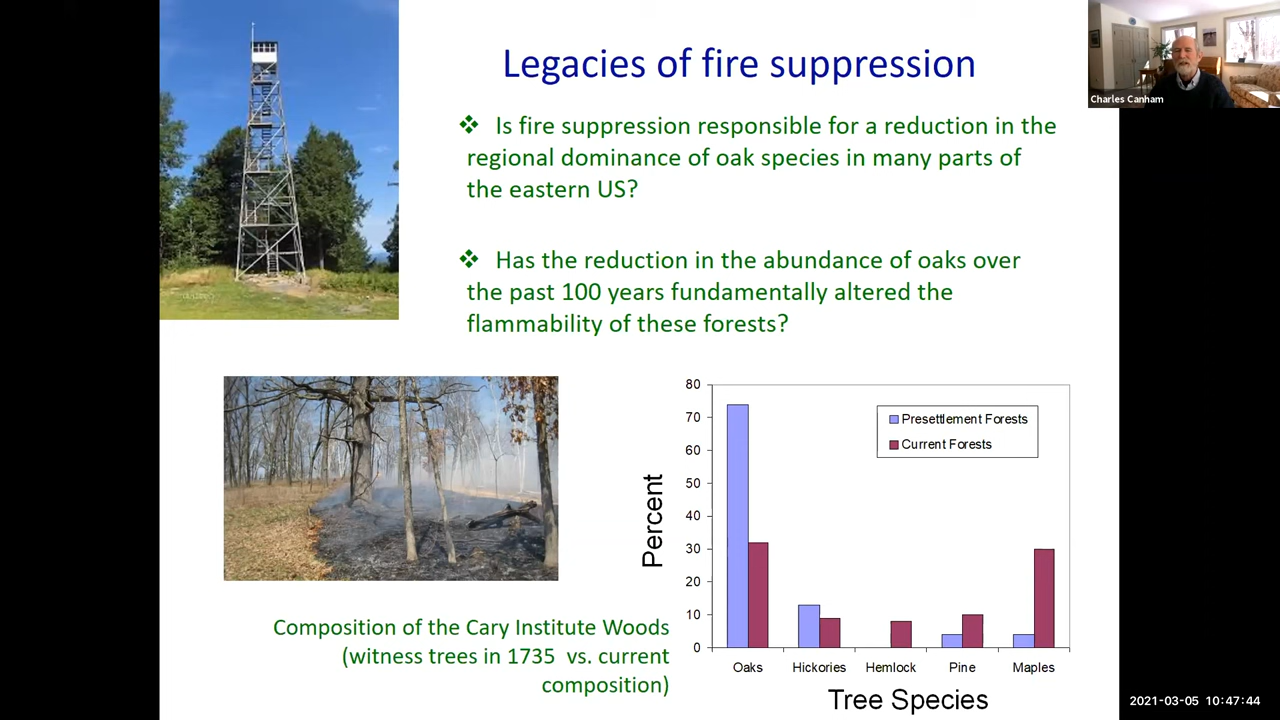 Legacies of fire suppression
Charles Canham
❖ Is fire suppression responsible for a reduction in the
regional dominance of oak species in many parts of
the eastern US?
❖ Has the reduction in the abundance of oaks over
the past 100 years fundamentally altered the
flammability of these forests?
Composition of the Cary Institute Woods
(witness trees in 1735 vs. current
composition)
Percent
80
70
60
50
40
30
20
10
0
Presettlement Forests
Current Forests
Oaks Hickories Hemlock Pine Maples
Tree Species
2021-03-05 10:47:44